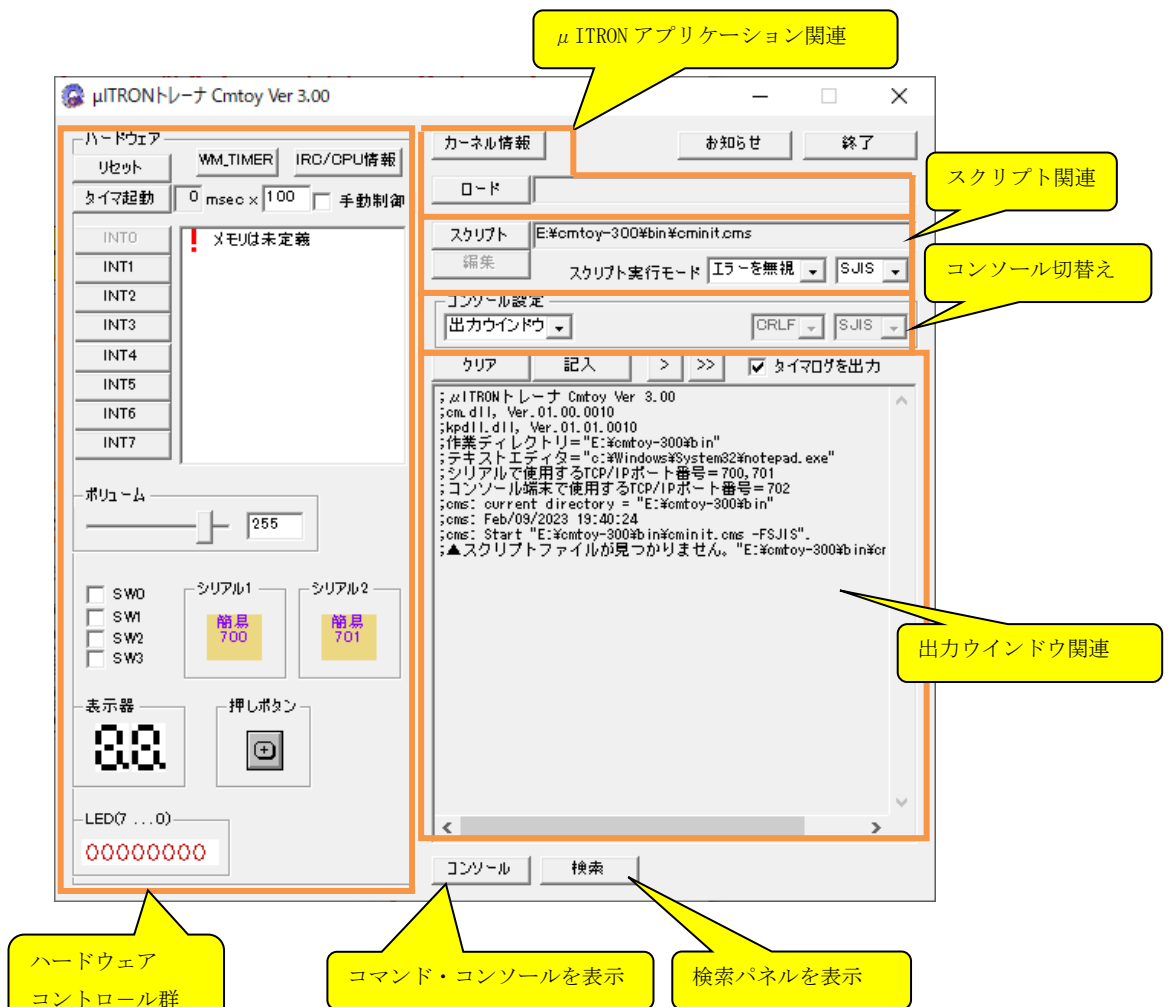 μITRONアプリケーション関連
μITRONトレーナ Cmtoy Ver 3.00
ハードウェア
リセット
WM_TIMER
IRC/CPU情報
タイマ起動
0 msec × 100
手動制御
INT0
! メモリは未定義
INT1
INT2
INT3
INT4
INT5
INT6
INT7
ボリューム
255
SW0
SW1
SW2
SW3
シリアル1
簡易
700
シリアル2
簡易
701
表示器
8.8.
押しボタン
LED(7 ...0)
OOOOOOOO
カーネル情報
お知らせ
終了
ロード
スクリプト
E:¥cmtoy-300¥bin¥cminit.cms
編集
スクリプト実行モード
エラーを無視
SJIS
コンソール設定
出力ウインドウ
CRLF
SJIS
クリア
記入
>
>>
タイマログを出力
;μITRONトレーナ Cmtoy Ver 3.00
;cm.dll, Ver.01.00.0010
;kpdll.dll, Ver.01.01.0010
;作業ディレクトリ="E:¥cmtoy-300¥bin"
;テキストエディタ="c:¥Windows¥System32¥notepad.exe"
;シリアルで使用するTCP/IPポート番号=700,701
;コンソール端末で使用するTCP/IPポート番号=702
;cms: current directory = "E:¥cmtoy-300¥bin"
;cms: Feb/09/2023 19:40:24
;cms: Start "E:¥cmtoy-300¥bin¥cminit.cms -FSJIS".
;▲スクリプトファイルが見つかりません。"E:¥cmtoy-300¥bin¥cr
コンソール
検索
スクリプト関連
コンソール切替え
出力ウインドウ関連
ハードウェア
コントロール群
コマンド・コンソールを表示
検索パネルを表示